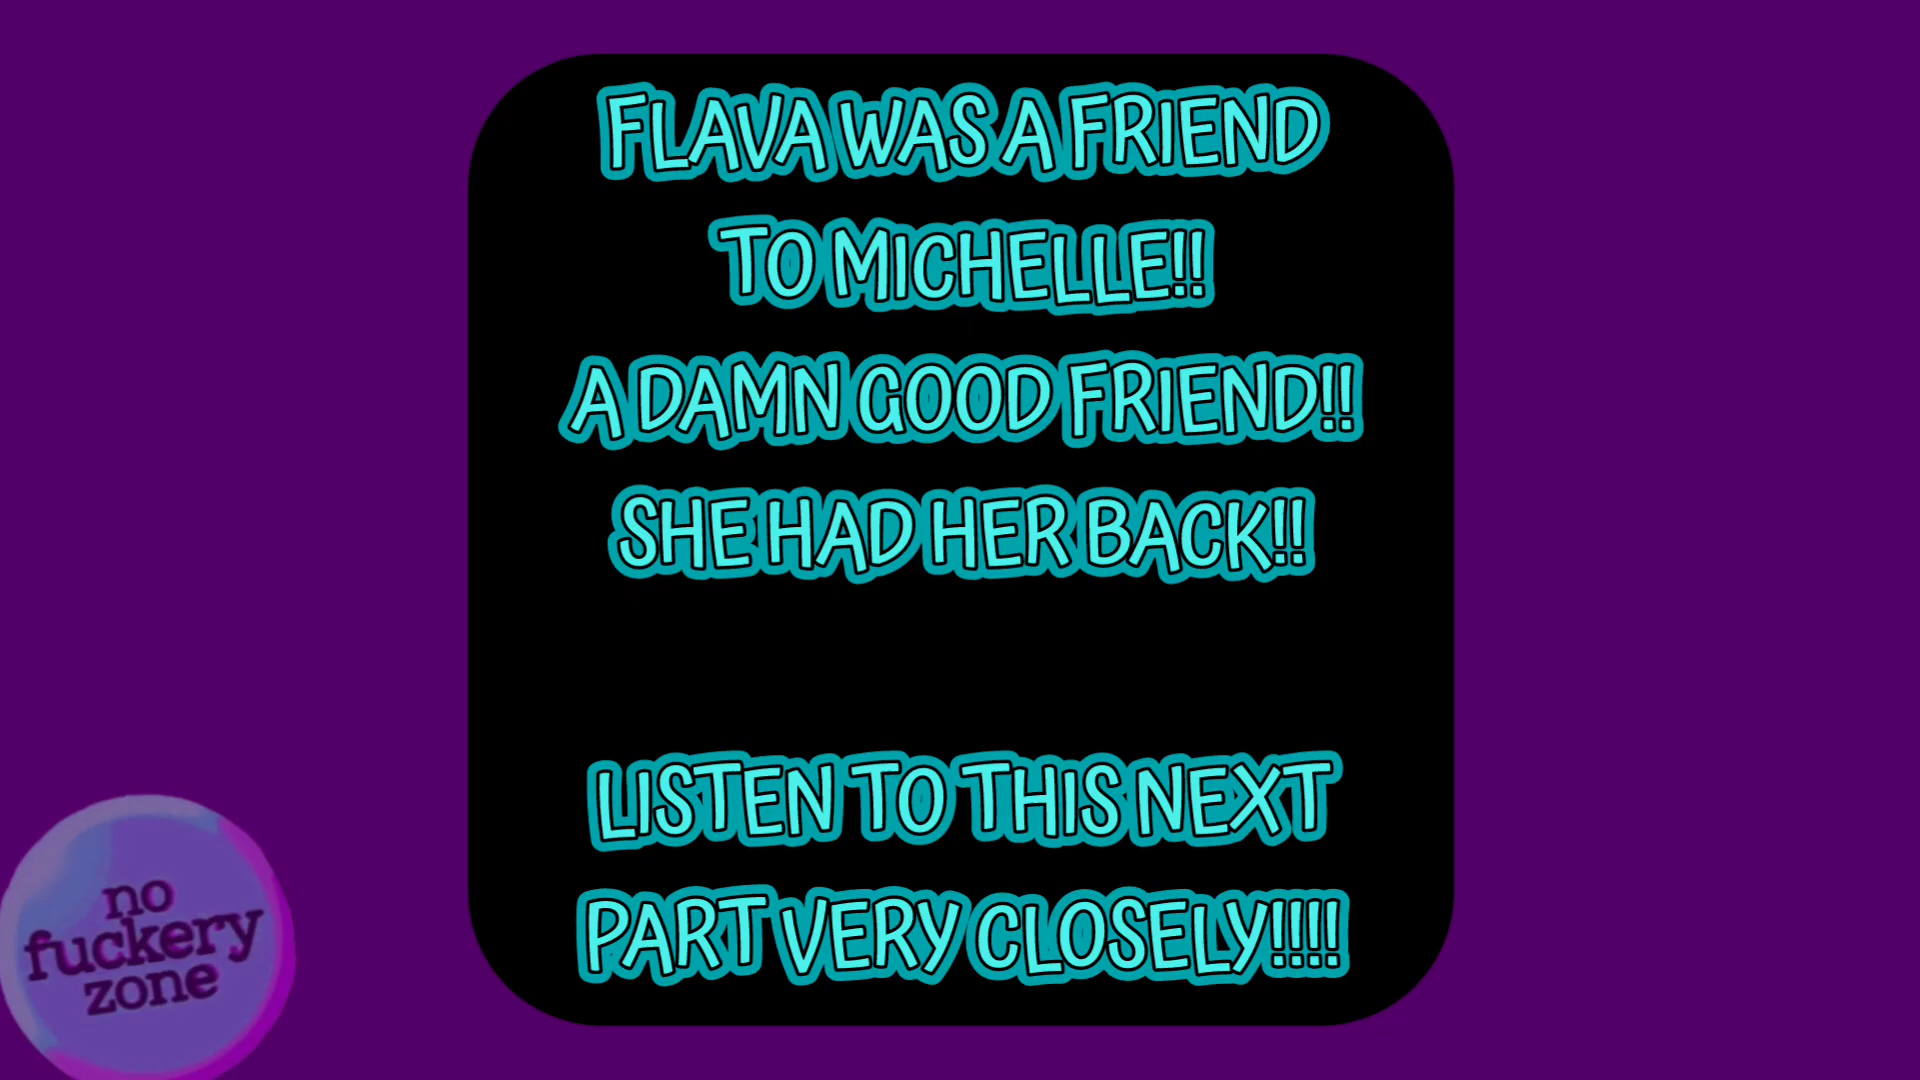 FLAVA WAS A FRIEND
TO MICHELLE!!
A DAMN GOOD FRIEND!!
SHE HAD HER BACK!!
LISTEN TO THIS NEXT
PART VERY CLOSELY!!!!
no
fuckery
zone